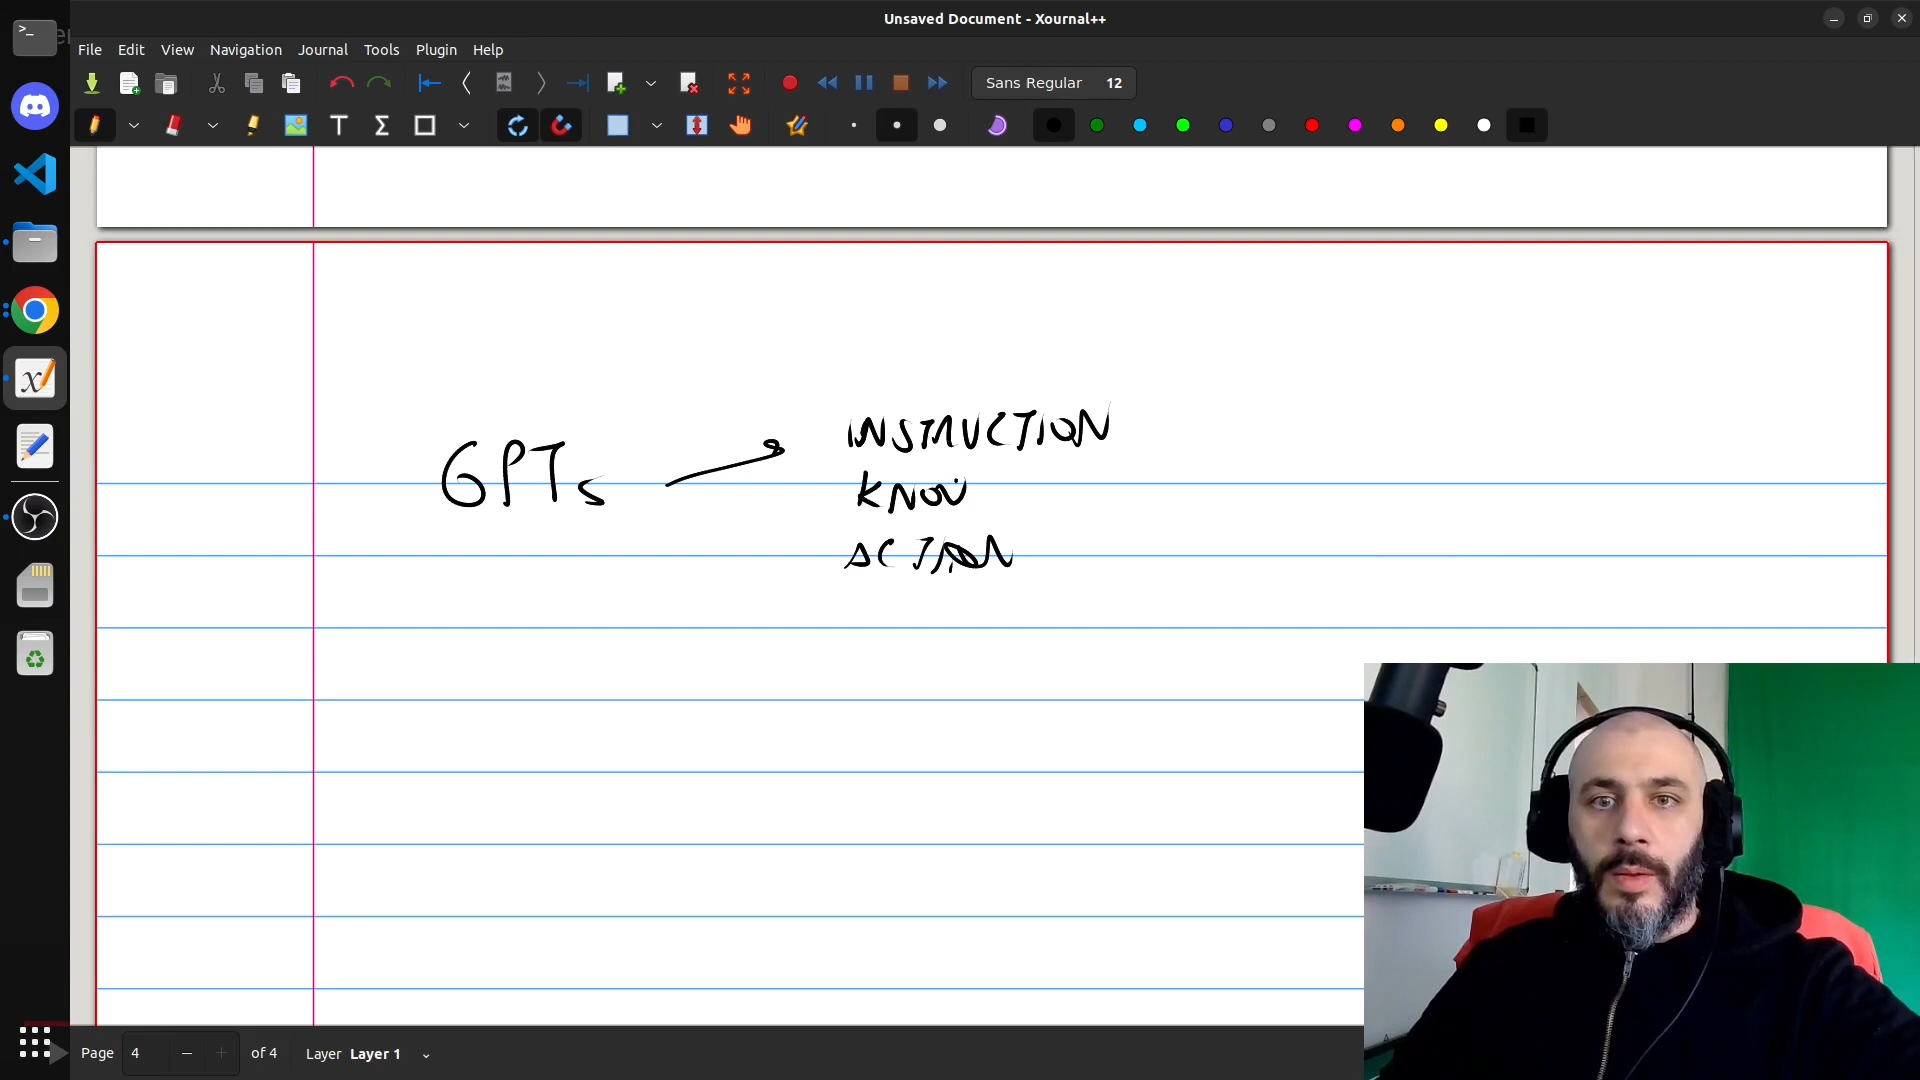 Unsaved Document - Xournal++
File Edit View Navigation Journal Tools Plugin Help
Sans Regular 12
GPTs
INSTRUCTION
KNOW
ACTION
Page 4 of 4 Layer Layer 1